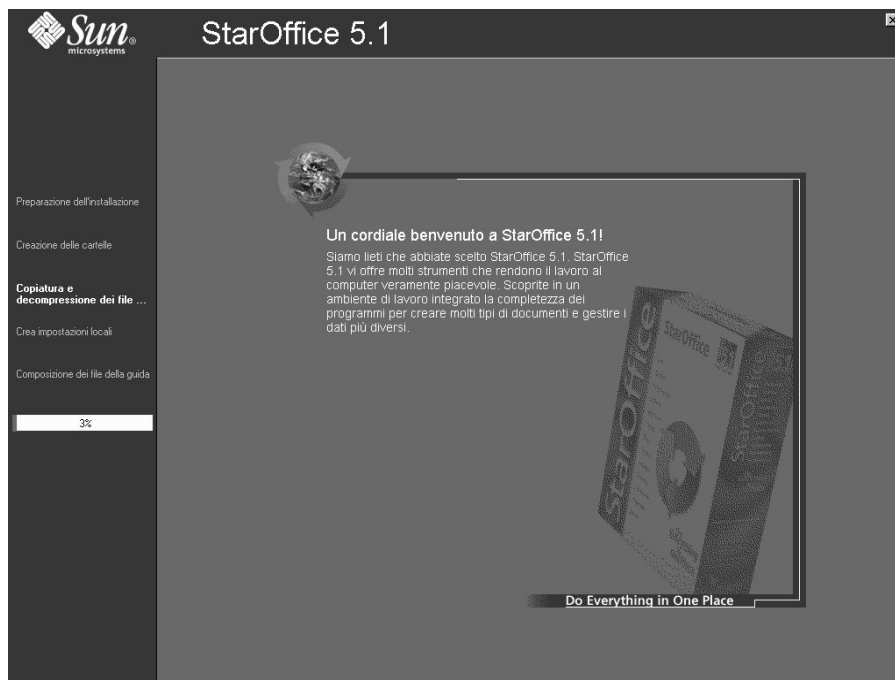 Sun
microsystems
StarOffice 5.1
Preparazione dell'installazione
Creazione delle cartelle
Copiatura e
decompressione dei file ...
Crea impostazioni locali
Composizione dei file della guida
3%
Un cordiale benvenuto a StarOffice 5.1!
Siamo lieti che abbiate scelto StarOffice 5.1. StarOffice
5.1 vi offre molti strumenti che rendono il lavoro al
computer veramente piacevole. Scoprite in un
ambiente di lavoro integrato la completezza dei
programmi per creare molti tipi di documenti e gestire i
dati più diversi.
StarOffice
StarOffice
StarOffice
Do Everything in One Place